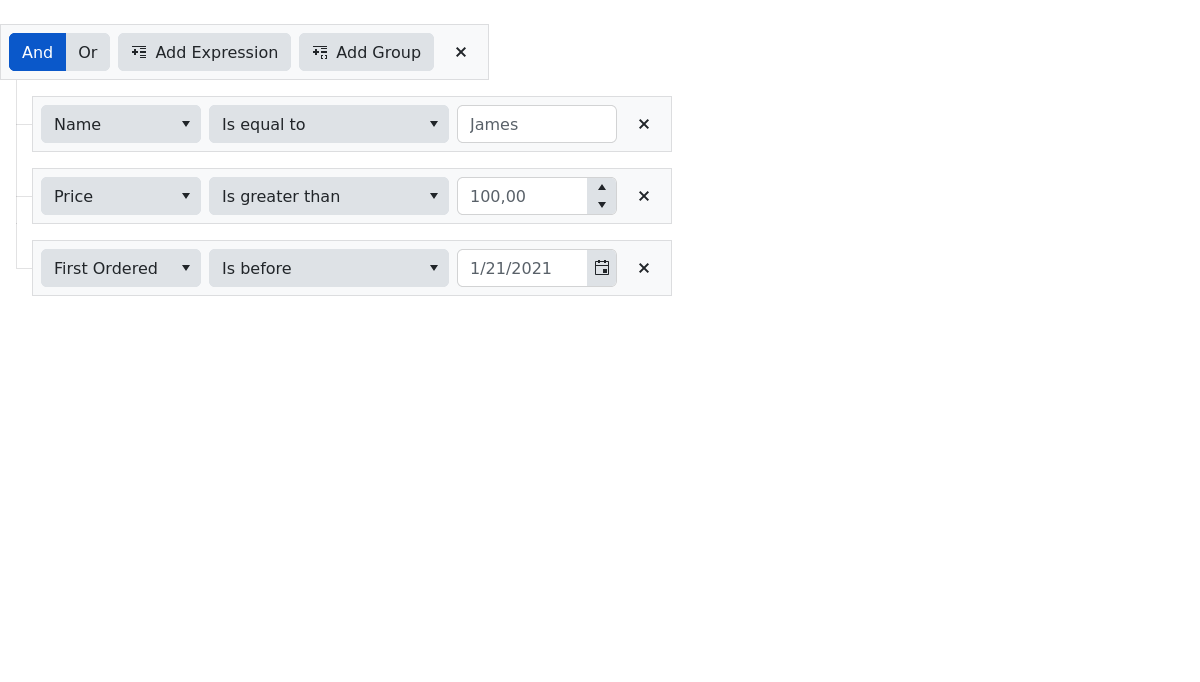 And Or Add Expression Add Group
Name Is equal to James
Price Is greater than 100,00
First Ordered Is before 1/21/2021